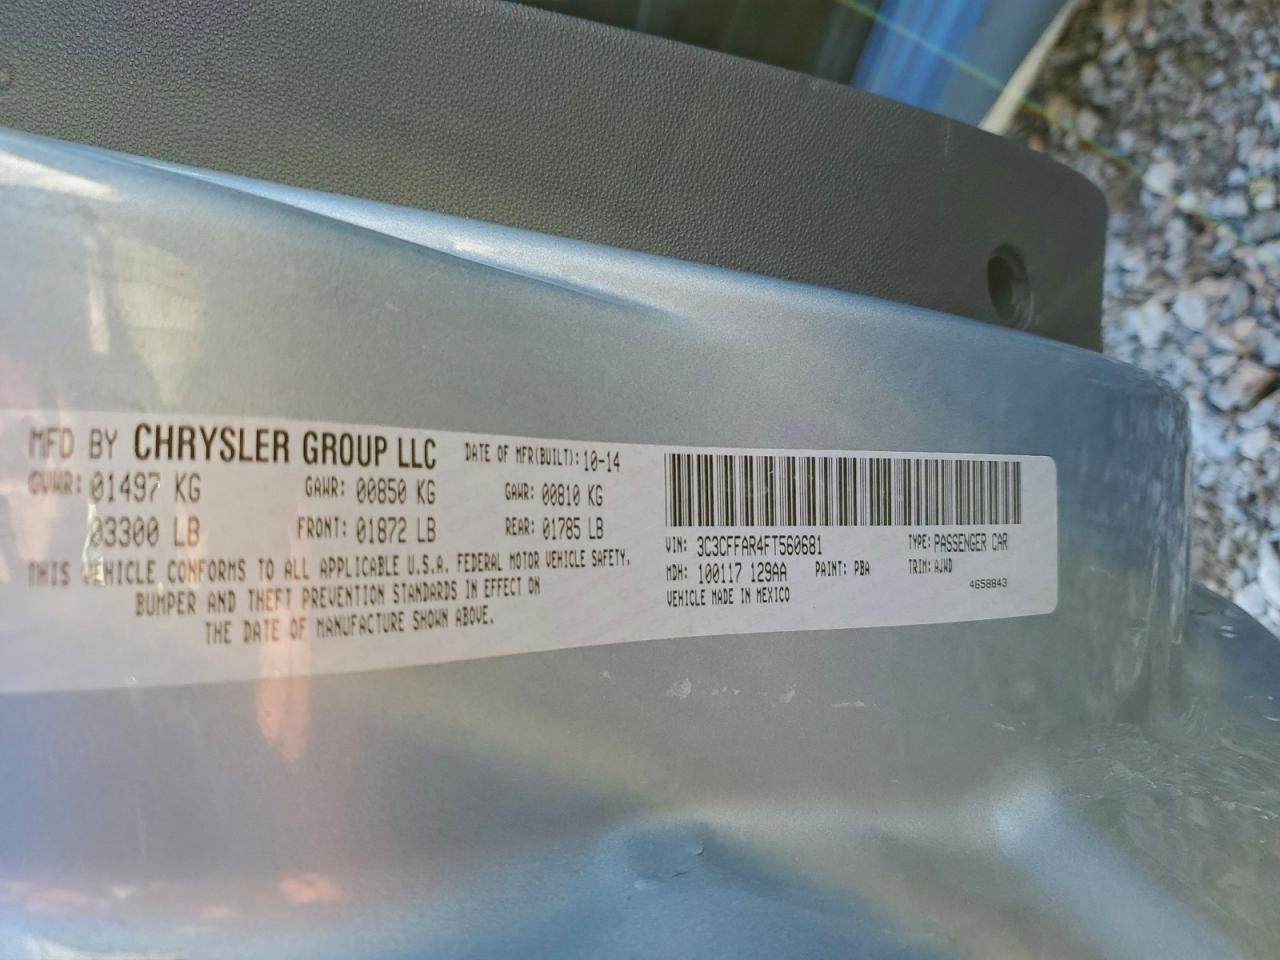 MFD BY CHRYSLER GROUP LLC DATE OF MFR(BUILT): 10-14
GVWR: 01497 KG GAWR: 00850 KG GAWR: 00810 KG
03300 LB FRONT: 01872 LB REAR: 01785 LB
THIS VEHICLE CONFORMS TO ALL APPLICABLE U.S.A. FEDERAL MOTOR VEHICLE SAFETY,
BUMPER AND THEFT PREVENTION STANDARDS IN EFFECT ON
THE DATE OF MANUFACTURE SHOWN ABOVE.
VIN: 3C3CFFAR4FT560681 TYPE: PASSENGER CAR
MDH: 100117 129AA PAINT: PBA TRIM: AJWD
VEHICLE MADE IN MEXICO 4658843